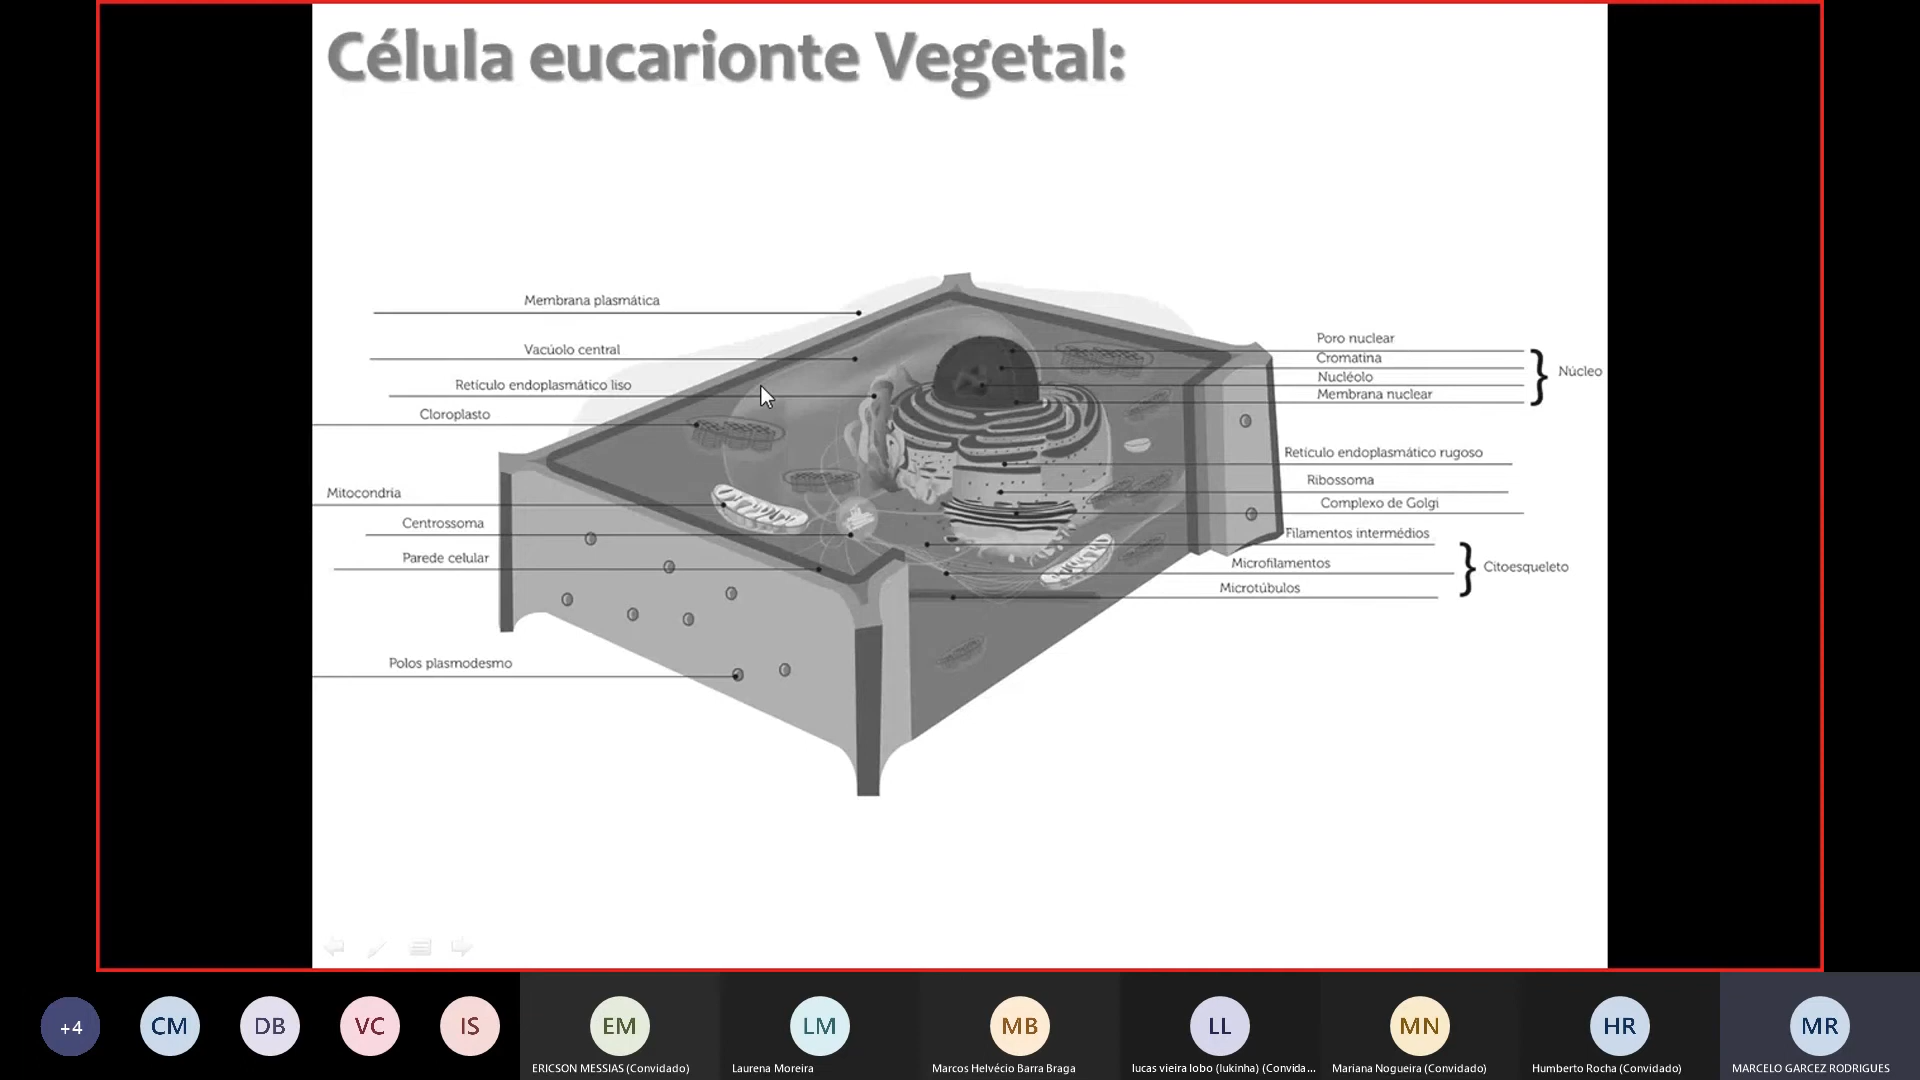 Célula eucarionte Vegetal:
Membrana plasmática
Vacúolo central
Retículo endoplasmático liso
Cloroplasto
Mitocondria
Centrossoma
Parede celular
Polos plasmodesmo
Poro nuclear
Cromatina
Nucléolo
Membrana nuclear
Núcleo
Retículo endoplasmático rugoso
Ribossoma
Complexo de Golgi
Filamentos intermédios
Microfilamentos
Microtúbulos
Citoesqueleto
+4
CM
DB
VC
IS
EM
LM
MB
LL
MN
HR
MR
ERICSON MESSIAS (Convidado)
Laurena Moreira
Marcos Helvécio Barra Braga
lucas vieira lobo (lukinha) (Convida...
Mariana Nogueira (Convidado)
Humberto Rocha (Convidado)
MARCELO GARCEZ RODRIGUES